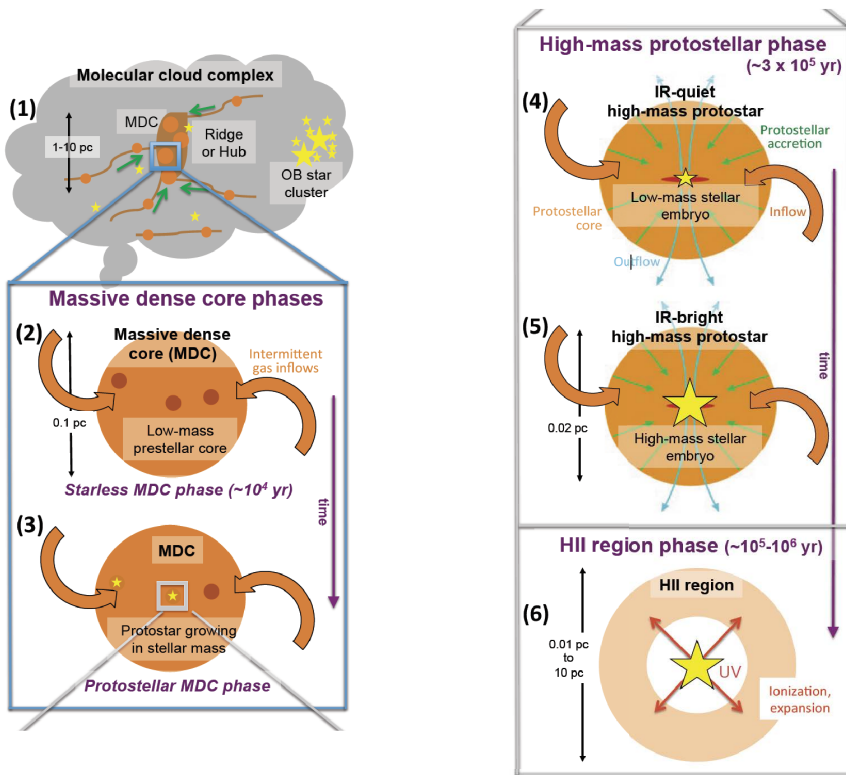 Molecular cloud complex
(1)
MDC
1-10 pc
Ridge
or Hub
OB star
cluster
Massive dense core phases
(2)
Massive dense
core (MDC)
Intermittent
gas inflows
0.1 pc
Low-mass
prestellar core
Starless MDC phase (~10⁴ yr)
time
(3)
MDC
Protostar growing
in stellar mass
Protostellar MDC phase
High-mass protostellar phase
(~3 x 10⁵ yr)
(4)
IR-quiet
high-mass protostar
Protostellar
accretion
Low-mass stellar
embryo
Protostellar
core
Inflow
Outflow
(5)
IR-bright
high-mass protostar
time
0.02 pc
High-mass stellar
embryo
HII region phase (~10⁵-10⁶ yr)
HII region
(6)
0.01 pc
to
10 pc
UV
Ionization,
expansion